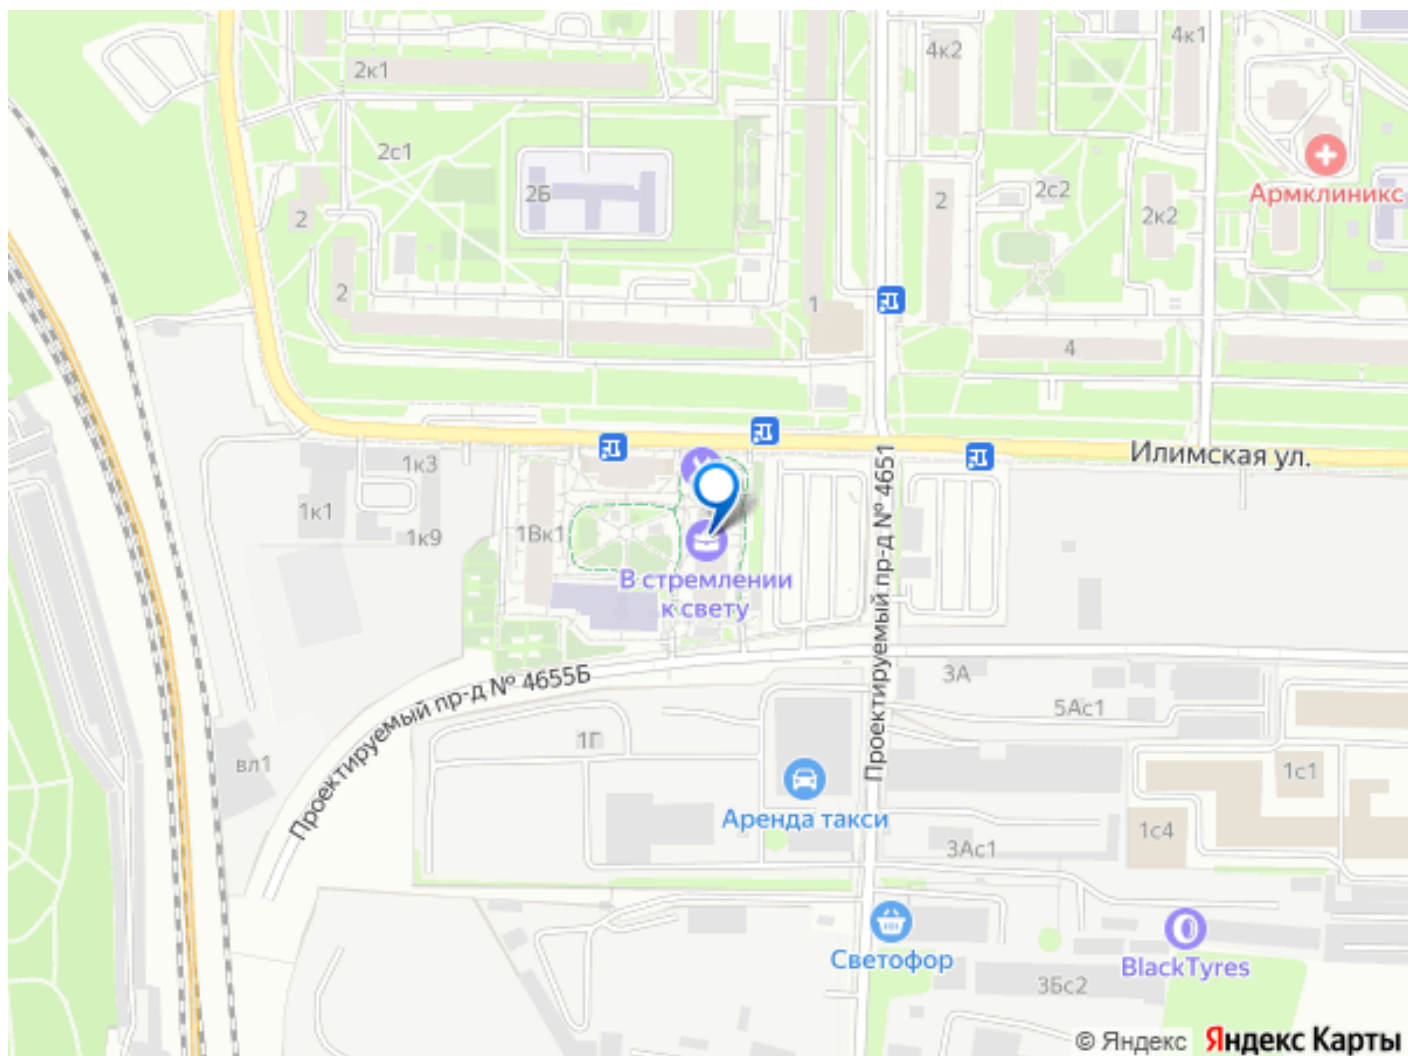 4к2
4к1
2к1
2с1
2Б
2
2с2
2к2
Армклиникс
2
2
1
4
Илимская ул.
1к3
1к1
1к9
1Вк1
В стремлении
к свету
Проектируемый пр-д № 4651
Проектируемый пр-д № 4655Б
3А
5Ас1
1Г
вл1
1с1
Аренда такси
1с4
3Ас1
Светофор
BlackTyres
3Бс2
© Яндекс Яндекс Карты